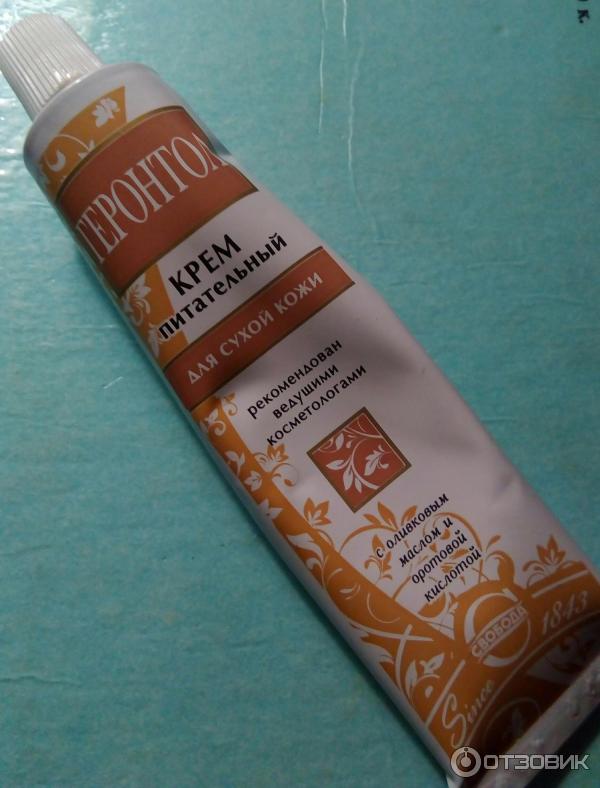 К.
ГЕРОНТОЛ
КРЕМ
питательный
ДЛЯ СУХОЙ КОЖИ
рекомендован
ведущими
косметологами
с оливковым
маслом и
оротовой
кислотой
СВОБОДА
Since 1843
ОТЗОВИК